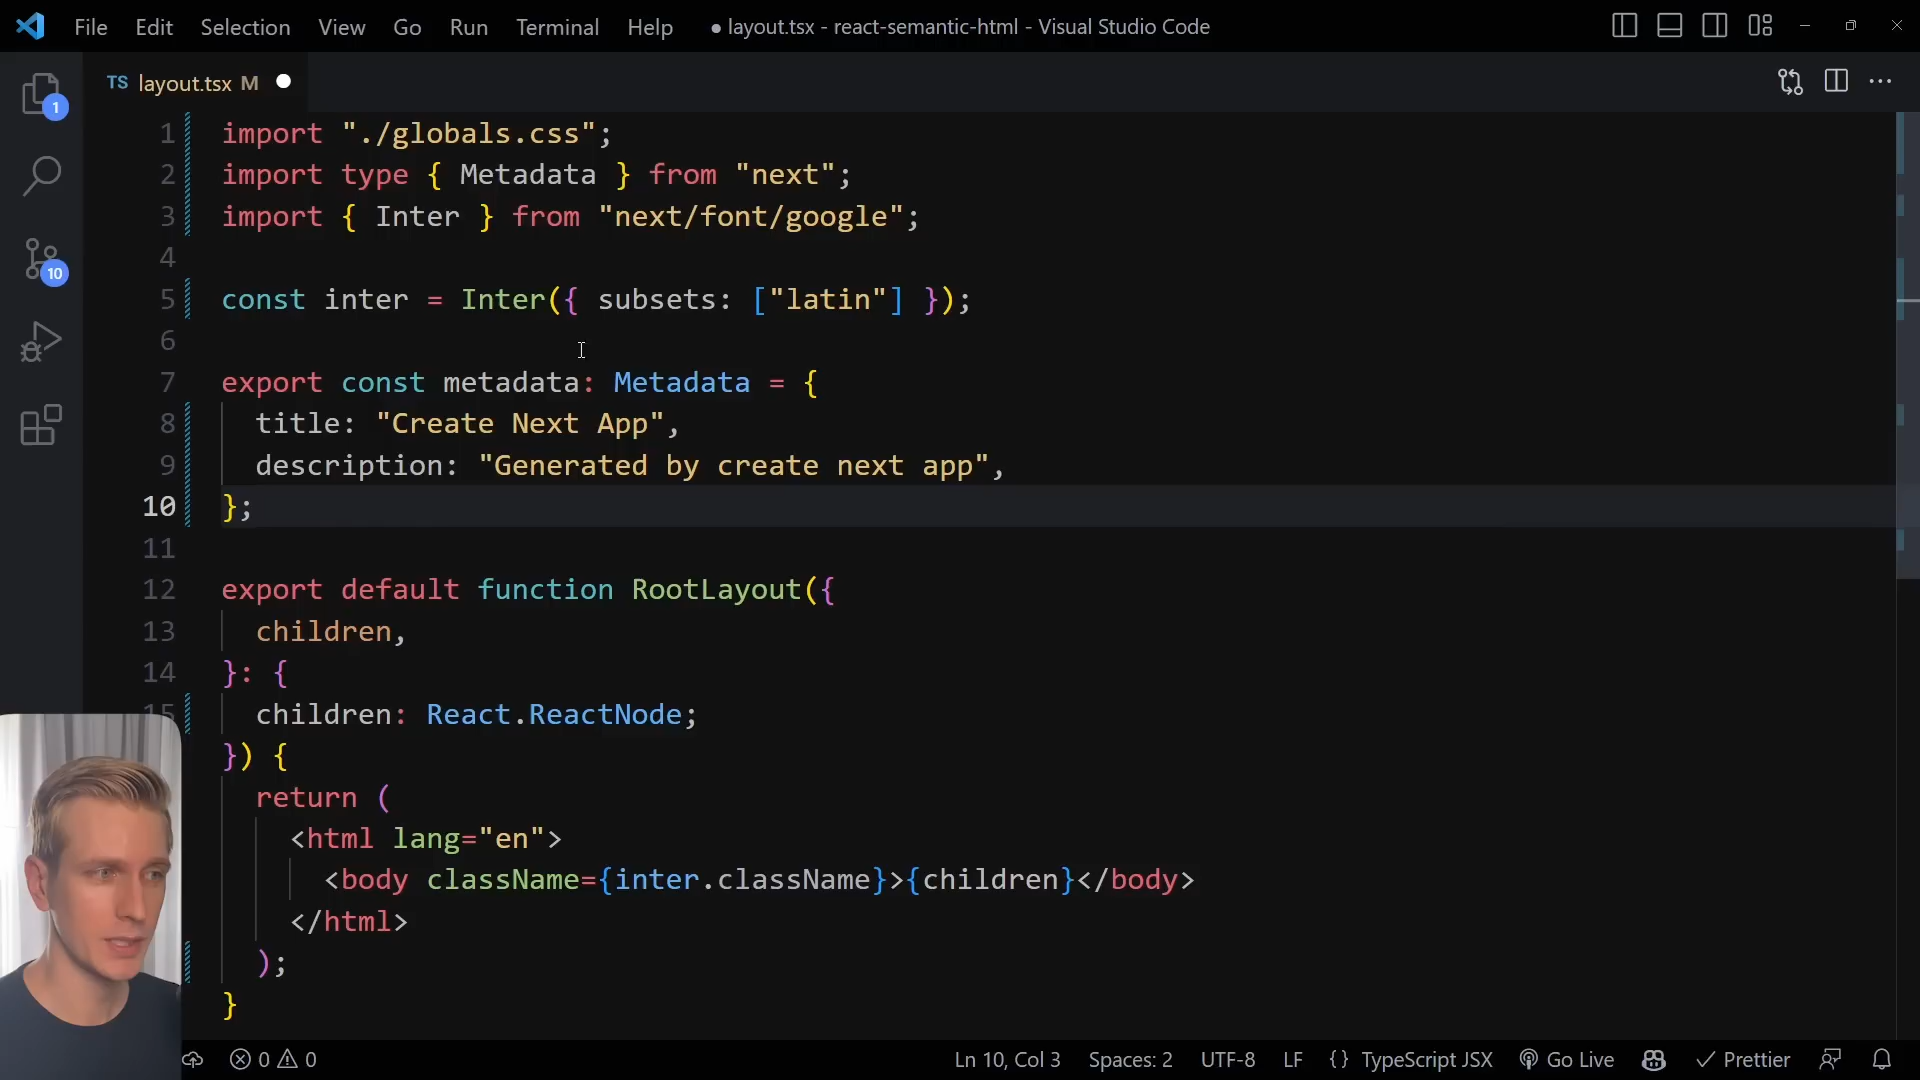 File Edit Selection View Go Run Terminal Help ● layout.tsx - react-semantic-html - Visual Studio Code
TS layout.tsx M
1
10
1 import "./globals.css";
2 import type { Metadata } from "next";
3 import { Inter } from "next/font/google";
4
5 const inter = Inter({ subsets: ["latin"] });
6
7 export const metadata: Metadata = {
8 title: "Create Next App",
9 description: "Generated by create next app",
10 };
11
12 export default function RootLayout({
13 children,
14 }: {
15 children: React.ReactNode;
}) {
return (
<html lang="en">
<body className={inter.className}>{children}</body>
</html>
);
}
0 0 Ln 10, Col 3 Spaces: 2 UTF-8 LF {} TypeScript JSX Go Live Prettier